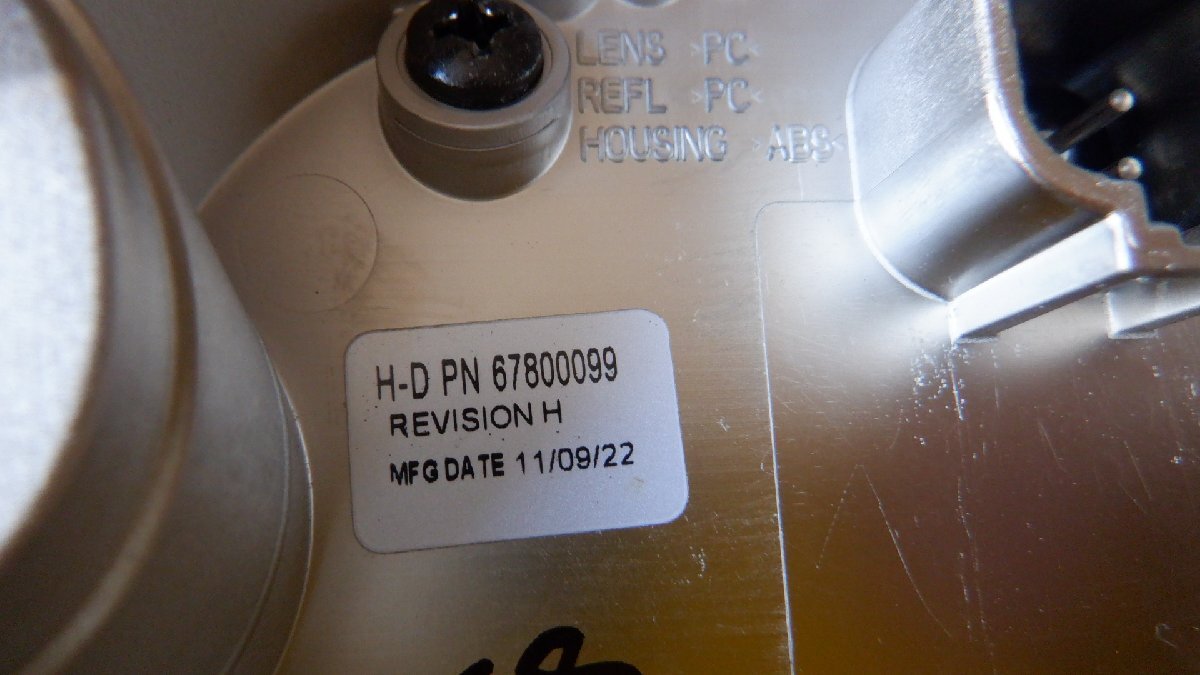 LENS >PC<
REFL >PC<
HOUSING >ABS<
H-D PN 67800099
REVISION H
MFG DATE 11/09/22